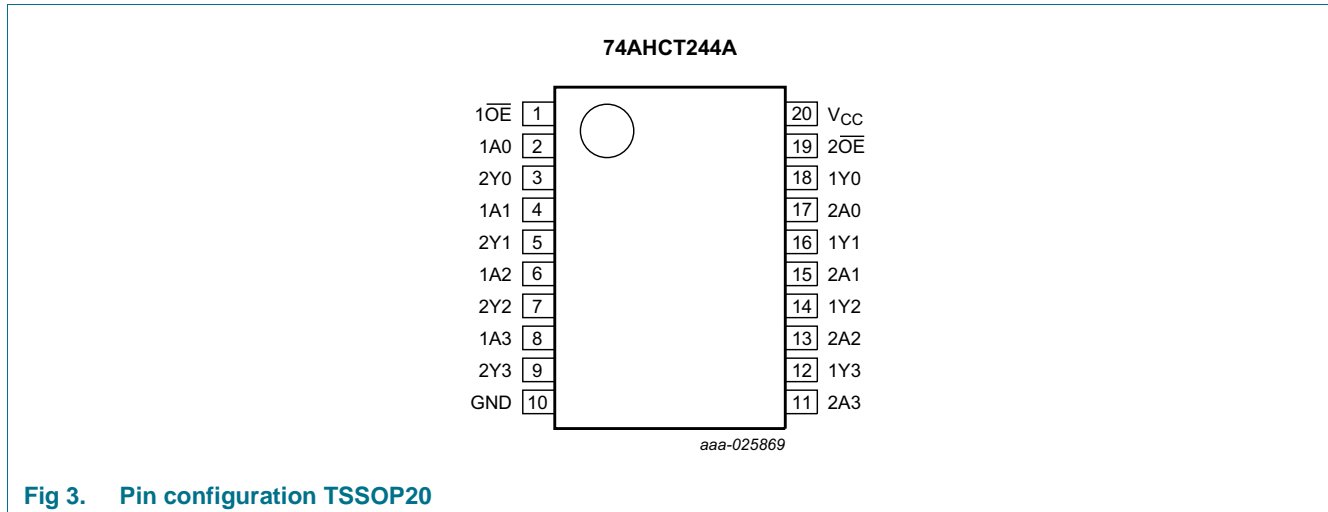 74AHCT244A
1O̅E̅ 1 20 VCC
1A0 2 19 2O̅E̅
2Y0 3 18 1Y0
1A1 4 17 2A0
2Y1 5 16 1Y1
1A2 6 15 2A1
2Y2 7 14 1Y2
1A3 8 13 2A2
2Y3 9 12 1Y3
GND 10 11 2A3
aaa-025869
Fig 3. Pin configuration TSSOP20